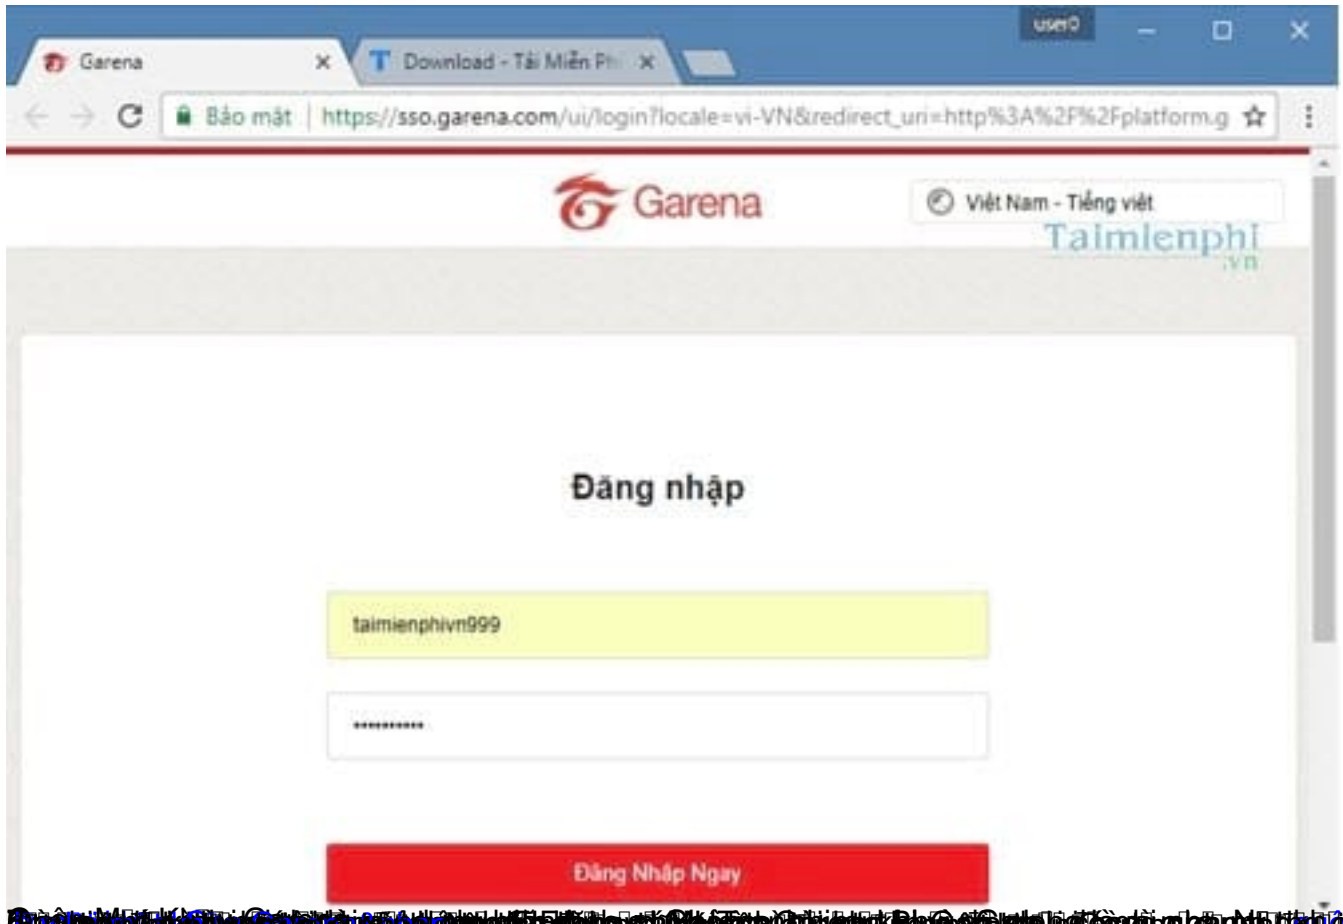 user0
Garena
Download - Tải Miễn Ph
Bảo mật https://sso.garena.com/ui/login?locale=vi-VN&redirect_uri=http%3A%2F%2Fplatform.g
Garena
Việt Nam - Tiếng việt
Taimienphi
.vn
Đăng nhập
taimienphivn999
••••••••••
Đăng Nhập Ngay